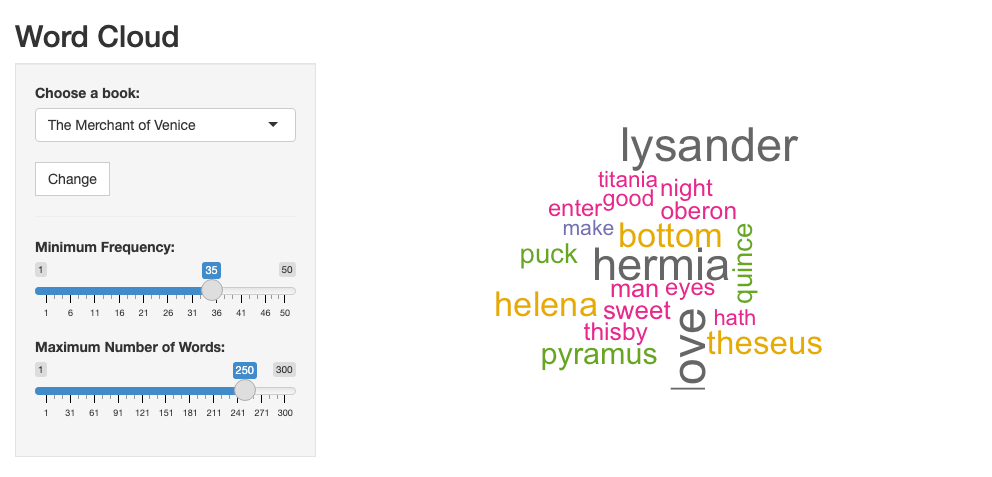 Word Cloud
Choose a book:
The Merchant of Venice
Change
Minimum Frequency:
1 35 50
1 6 11 16 21 26 31 36 41 46 50
Maximum Number of Words:
1 250 300
1 31 61 91 121 151 181 211 241 271 300
lysander
titania
night
good
enter
oberon
make
bottom
quince
puck
hermia
man
eyes
helena
sweet
hath
love
thisby
theseus
pyramus